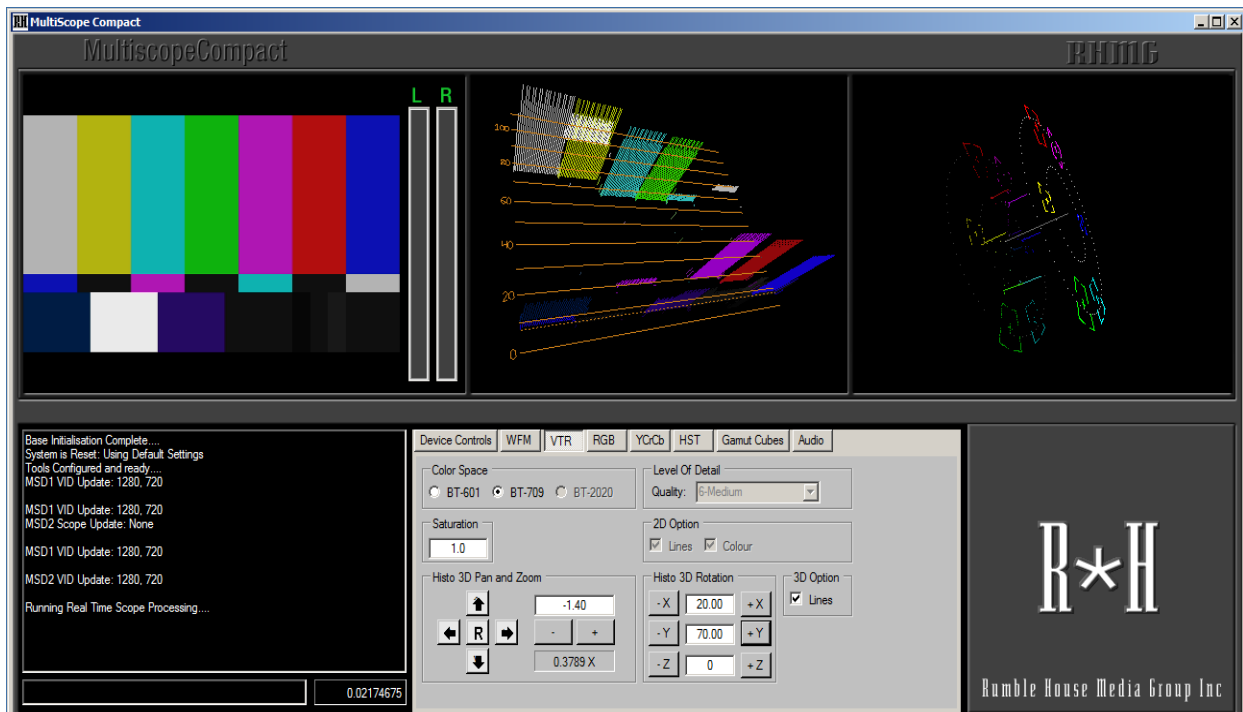 RH MultiScope Compact
MultiscopeCompact
RHMG
L R
100
80
60
40
20
0
Base Initialisation Complete....
System is Reset: Using Default Settings
Tools Configured and ready....
MSD1 VID Update: 1280, 720
MSD1 VID Update: 1280, 720
MSD2 Scope Update: None
MSD1 VID Update: 1280, 720
MSD2 VID Update: 1280, 720
Running Real Time Scope Processing....
0.02174675
Device Controls WFM VTR RGB YCrCb HST Gamut Cubes Audio
Color Space
BT-601 BT-709 BT-2020
Level Of Detail
Quality: 6-Medium
Saturation
1.0
2D Option
Lines Colour
Histo 3D Pan and Zoom
R
-1.40
- +
0.3789 X
Histo 3D Rotation
- X 20.00 + X
- Y 70.00 + Y
- Z 0 + Z
3D Option
Lines
R*H
Rumble House Media Group Inc